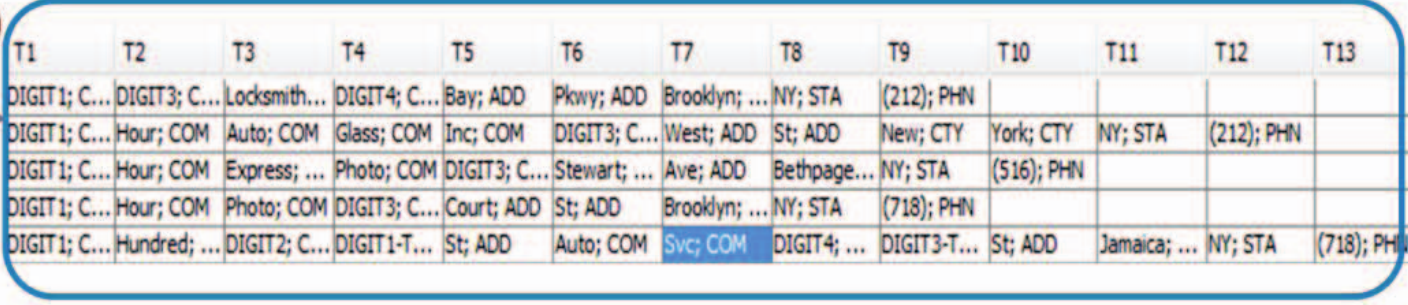 T1 T2 T3 T4 T5 T6 T7 T8 T9 T10 T11 T12 T13
DIGIT1; C... DIGIT3; C... Locksmith... DIGIT4; C... Bay; ADD Pkwy; ADD Brooklyn; ... NY; STA (212); PHN
DIGIT1; C... Hour; COM Auto; COM Glass; COM Inc; COM DIGIT3; C... West; ADD St; ADD New; CTY York; CTY NY; STA (212); PHN
DIGIT1; C... Hour; COM Express; ... Photo; COM DIGIT3; C... Stewart; ... Ave; ADD Bethpage... NY; STA (516); PHN
DIGIT1; C... Hour; COM Photo; COM DIGIT3; C... Court; ADD St; ADD Brooklyn; ... NY; STA (718); PHN
DIGIT1; C... Hundred; ... DIGIT2; C... DIGIT1-T... St; ADD Auto; COM Svc; COM DIGIT4; ... DIGIT3-T... St; ADD Jamaica; ... NY; STA (718); PHN